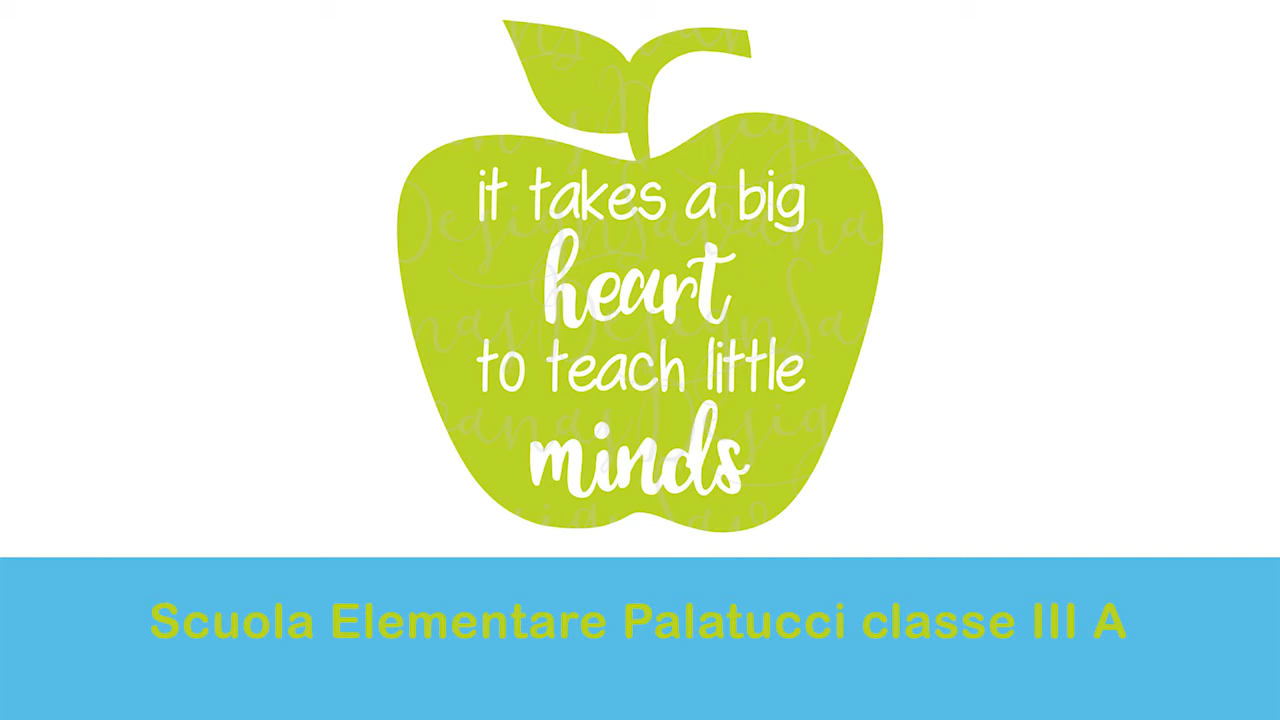 it takes a big
heart
to teach little
minds
Scuola Elementare Palatucci classe III A